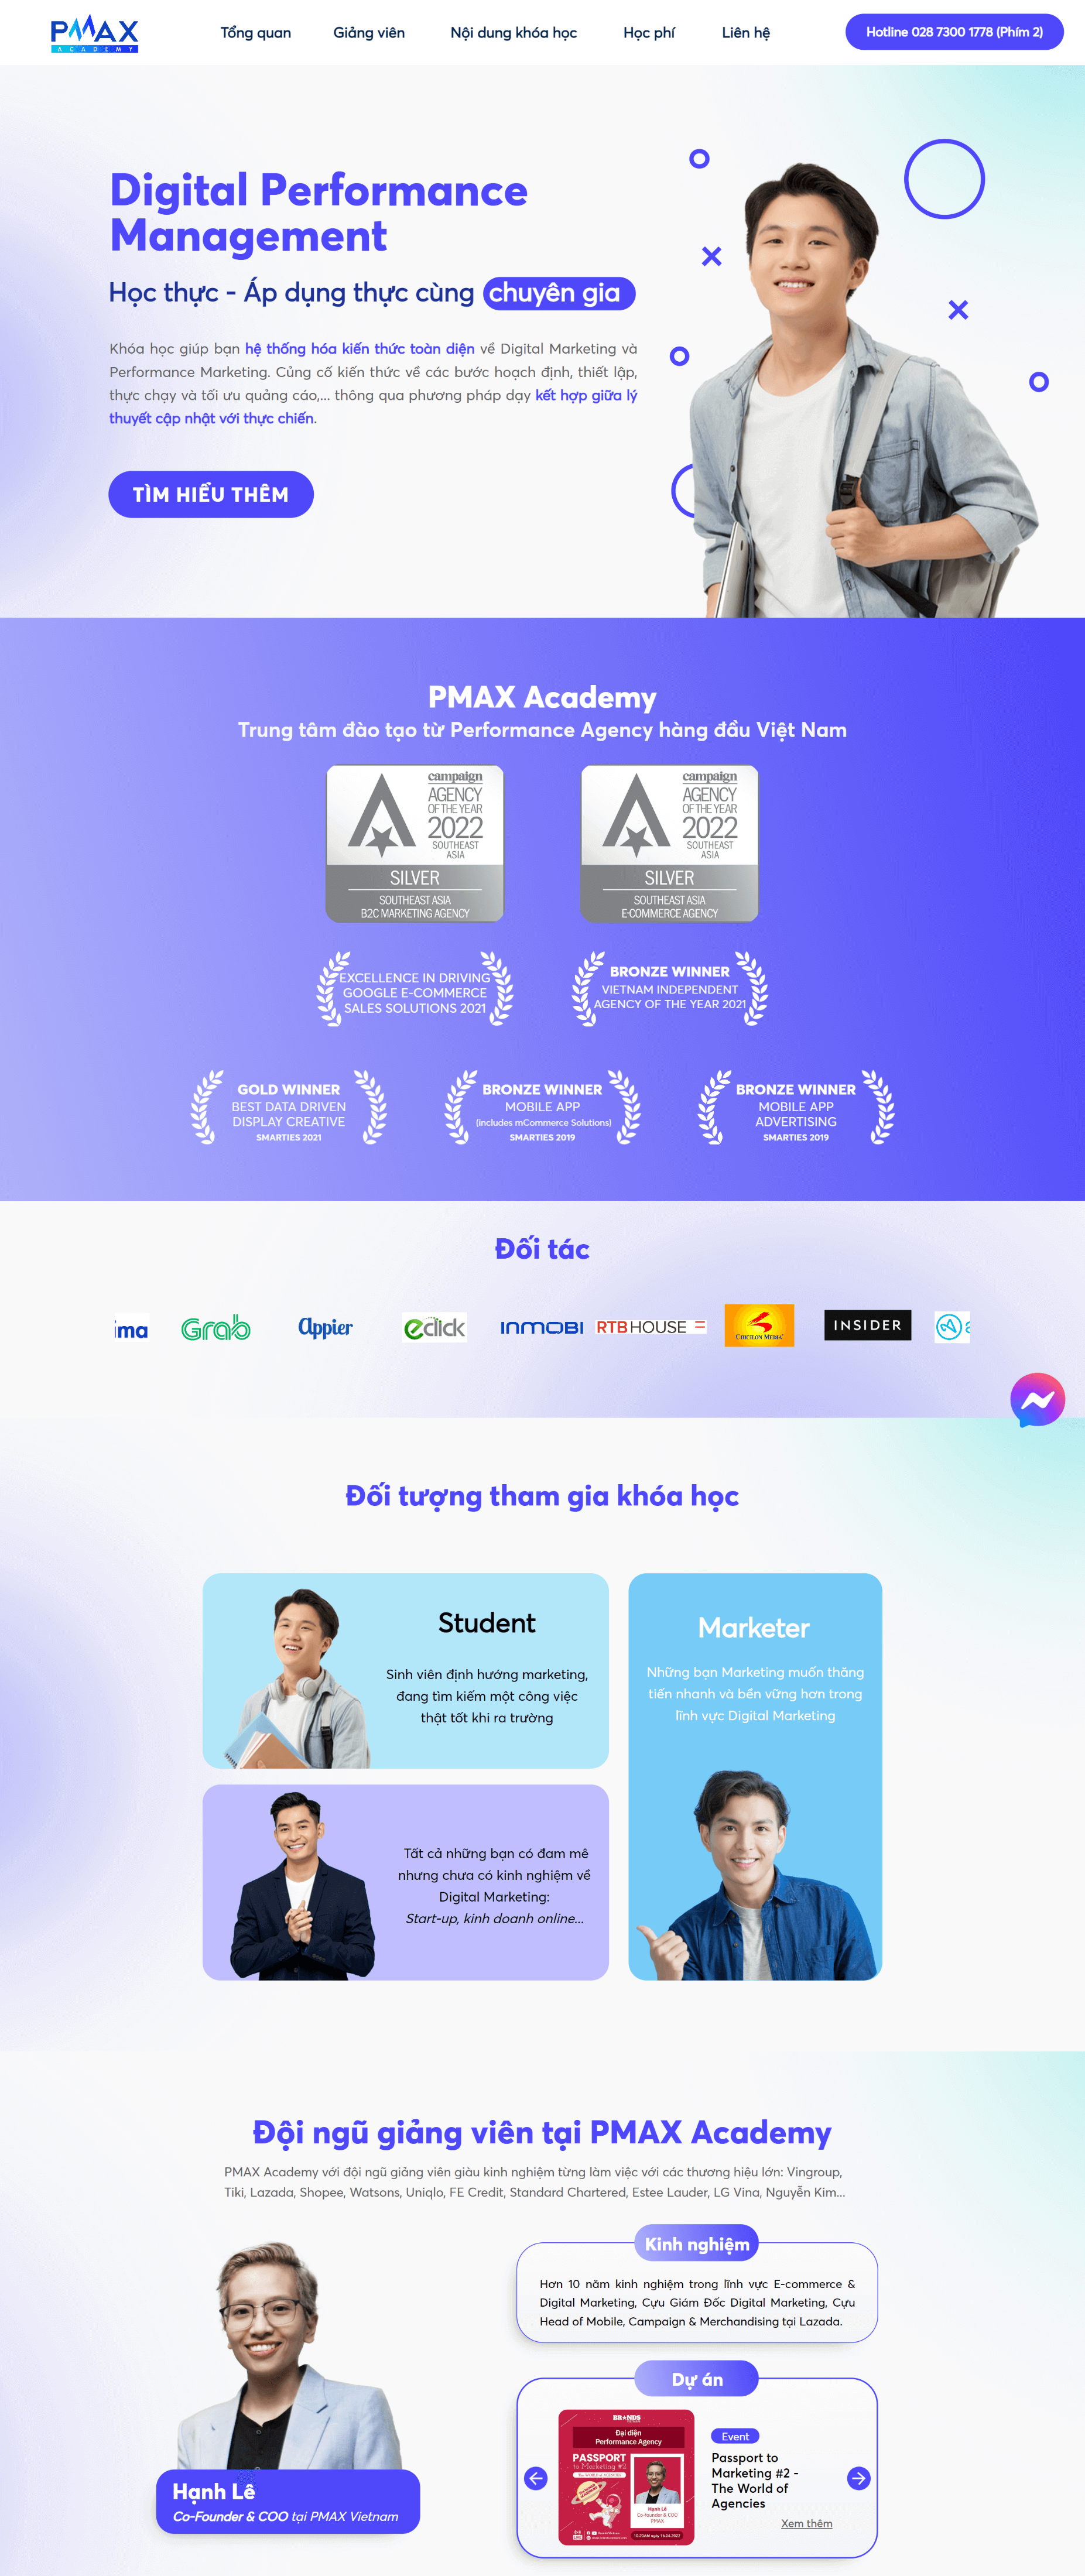 PMAX
ACADEMY
Tổng quan
Giảng viên
Nội dung khóa học
Học phí
Liên hệ
Hotline 028 7300 1778 (Phím 2)
Digital Performance
Management
Học thực - Áp dụng thực cùng chuyên gia
Khóa học giúp bạn hệ thống hóa kiến thức toàn diện về Digital Marketing và
Performance Marketing. Củng cố kiến thức về các bước hoạch định, thiết lập,
thực chạy và tối ưu quảng cáo,... thông qua phương pháp dạy kết hợp giữa lý
thuyết cập nhật với thực chiến.
TÌM HIỂU THÊM
PMAX Academy
Trung tâm đào tạo từ Performance Agency hàng đầu Việt Nam
campaign
AGENCY
OF THE YEAR
2022
SOUTHEAST
ASIA
SILVER
SOUTHEAST ASIA
B2C MARKETING AGENCY
campaign
AGENCY
OF THE YEAR
2022
SOUTHEAST
ASIA
SILVER
SOUTHEAST ASIA
E-COMMERCE AGENCY
EXCELLENCE IN DRIVING
GOOGLE E-COMMERCE
SALES SOLUTIONS 2021
BRONZE WINNER
VIETNAM INDEPENDENT
AGENCY OF THE YEAR 2021
GOLD WINNER
BEST DATA DRIVEN
DISPLAY CREATIVE
SMARTIES 2021
BRONZE WINNER
MOBILE APP
(includes mCommerce Solutions)
SMARTIES 2019
BRONZE WINNER
MOBILE APP
ADVERTISING
SMARTIES 2019
Đối tác
ima
Grab
Appier
eclick
INMOBI
RTB HOUSE
CHICILON MEDIA
INSIDER
Đối tượng tham gia khóa học
Student
Sinh viên định hướng marketing,
đang tìm kiếm một công việc
thật tốt khi ra trường
Marketer
Những bạn Marketing muốn thăng
tiến nhanh và bền vững hơn trong
lĩnh vực Digital Marketing
Tất cả những bạn có đam mê
nhưng chưa có kinh nghiệm về
Digital Marketing:
Start-up, kinh doanh online...
Đội ngũ giảng viên tại PMAX Academy
PMAX Academy với đội ngũ giảng viên giàu kinh nghiệm từng làm việc với các thương hiệu lớn: Vingroup,
Tiki, Lazada, Shopee, Watsons, Uniqlo, FE Credit, Standard Chartered, Estee Lauder, LG Vina, Nguyễn Kim...
Hạnh Lê
Co-Founder & COO tại PMAX Vietnam
Kinh nghiệm
Hơn 10 năm kinh nghiệm trong lĩnh vực E-commerce &
Digital Marketing, Cựu Giám Đốc Digital Marketing, Cựu
Head of Mobile, Campaign & Merchandising tại Lazada.
Dự án
BRANDS
Đại diện
Performance Agency
PASSPORT
to Marketing #2
Hạnh Lê
Co-founder & COO
PMAX
Event
Passport to
Marketing #2 -
The World of
Agencies
Xem thêm